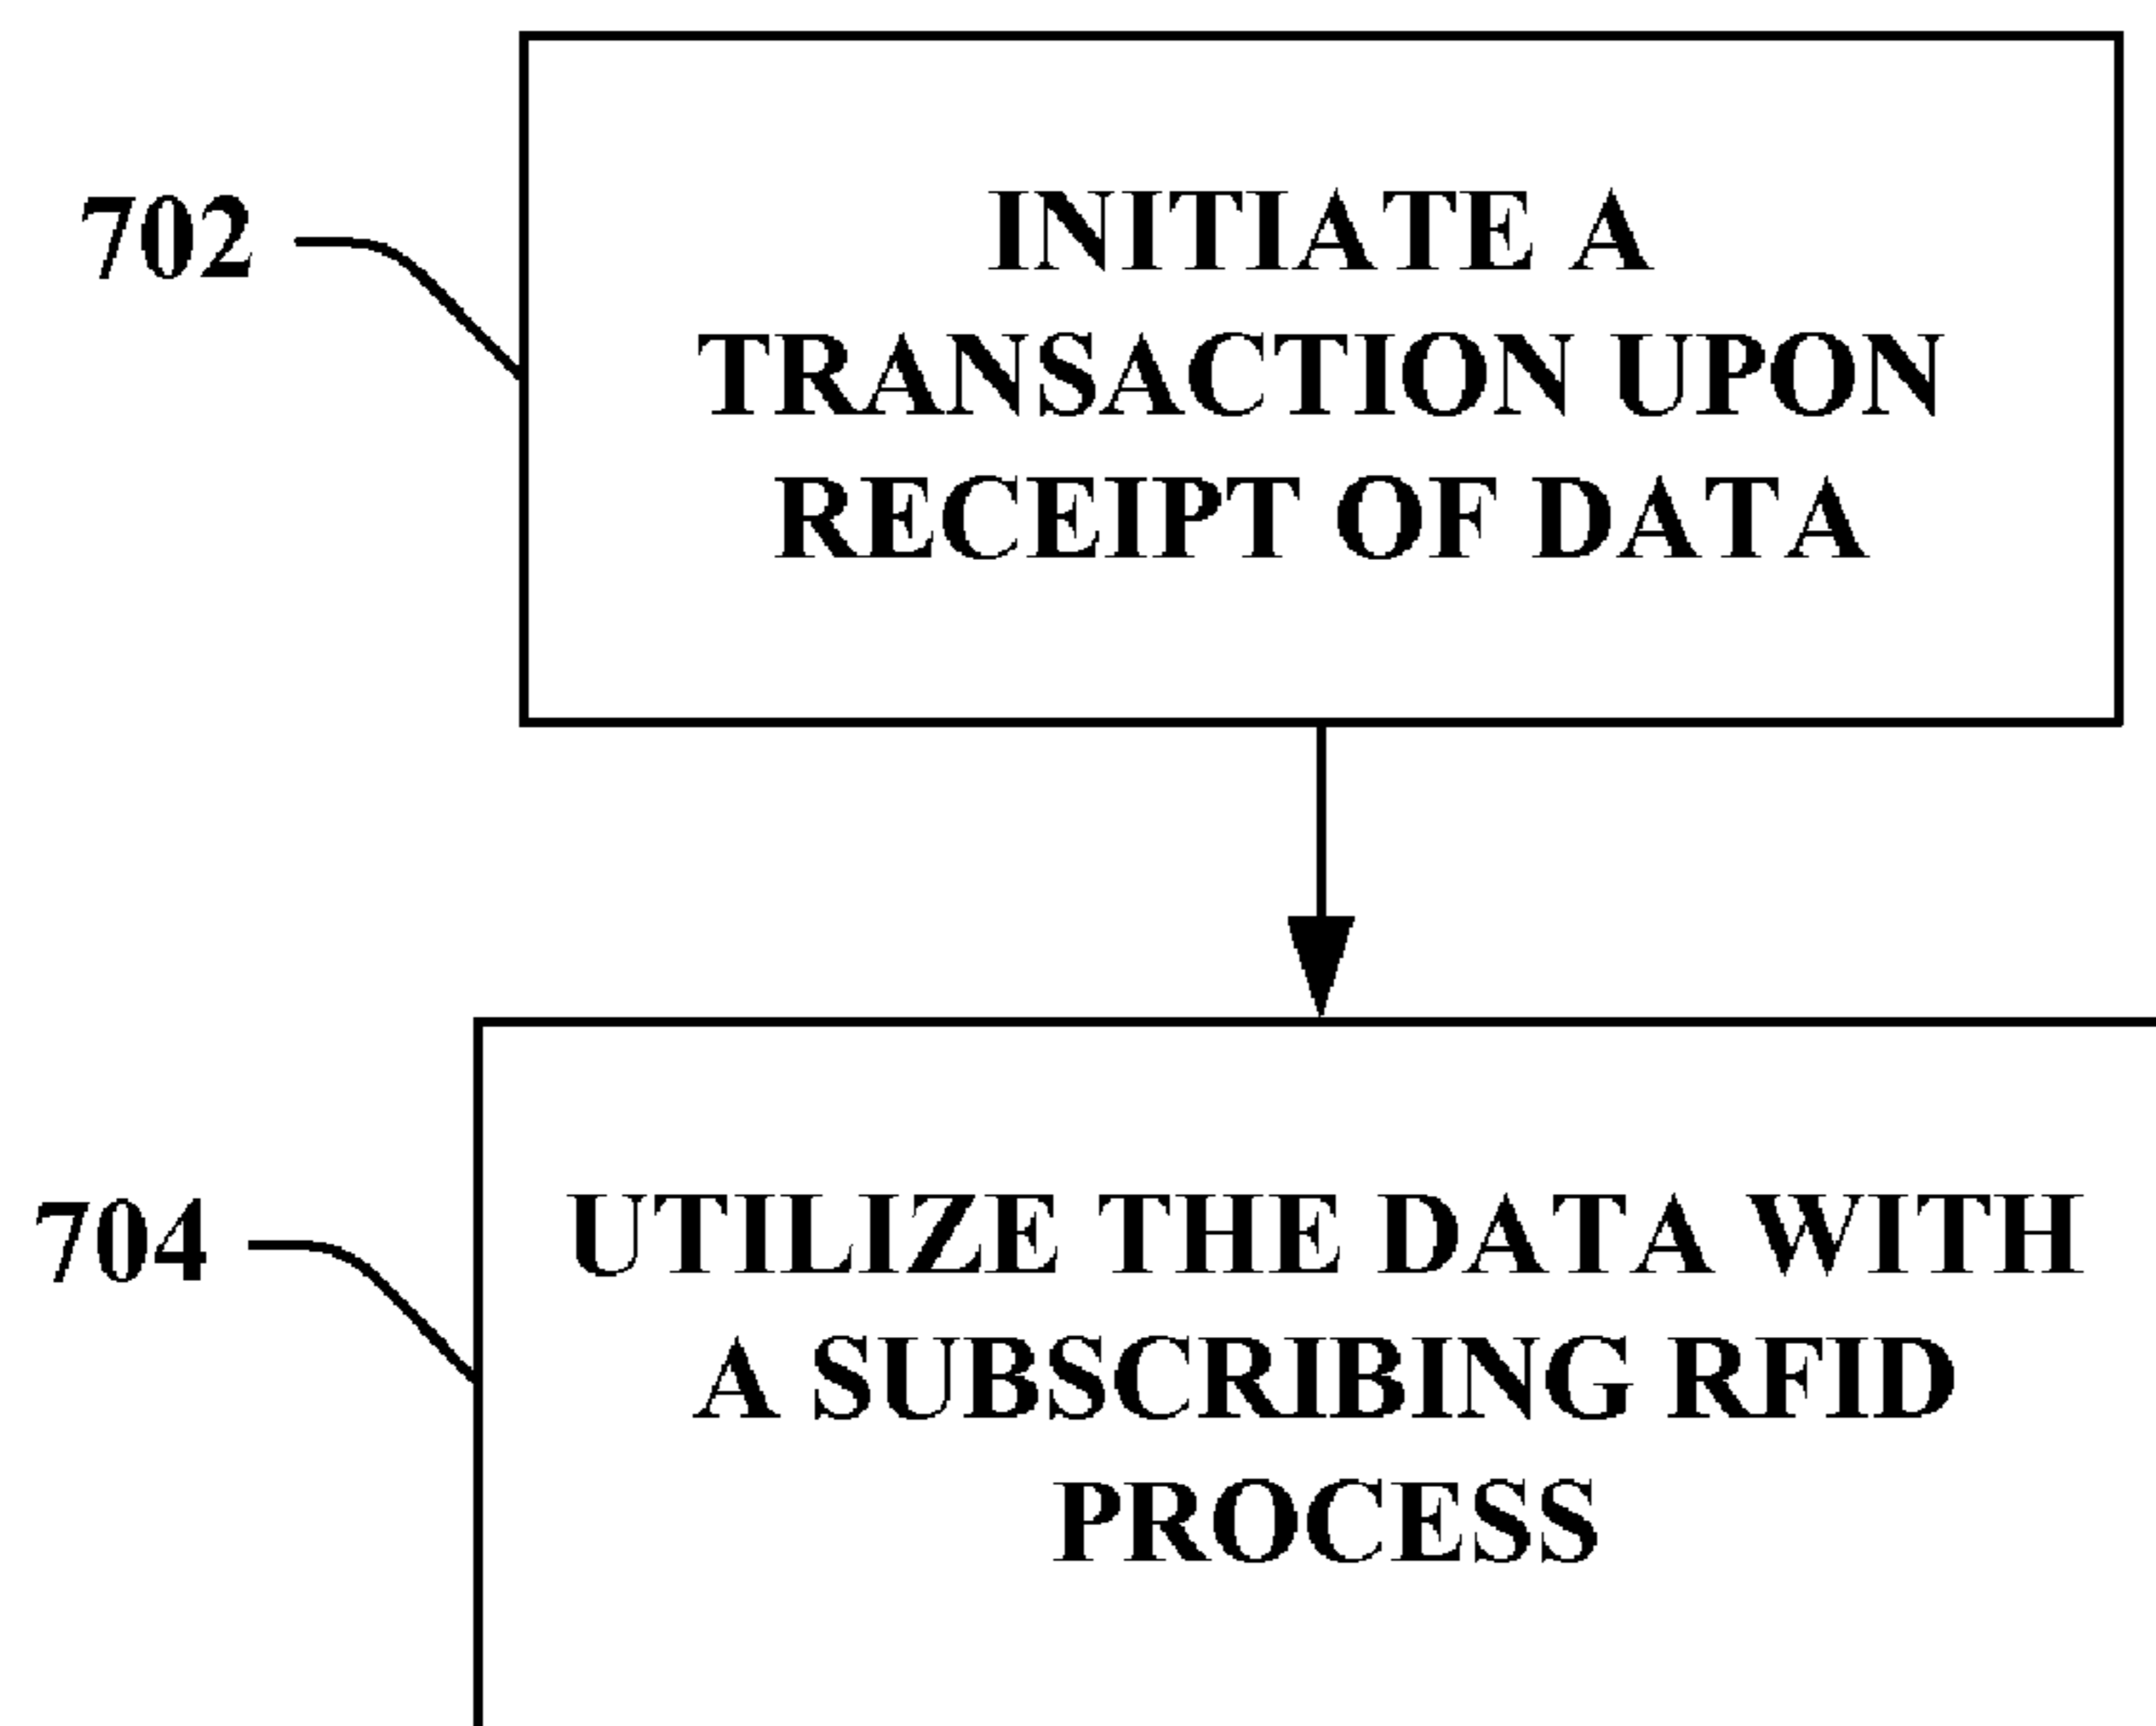 702
INITIATE A
TRANSACTION UPON
RECEIPT OF DATA
704
UTILIZE THE DATA WITH
A SUBSCRIBING RFID
PROCESS